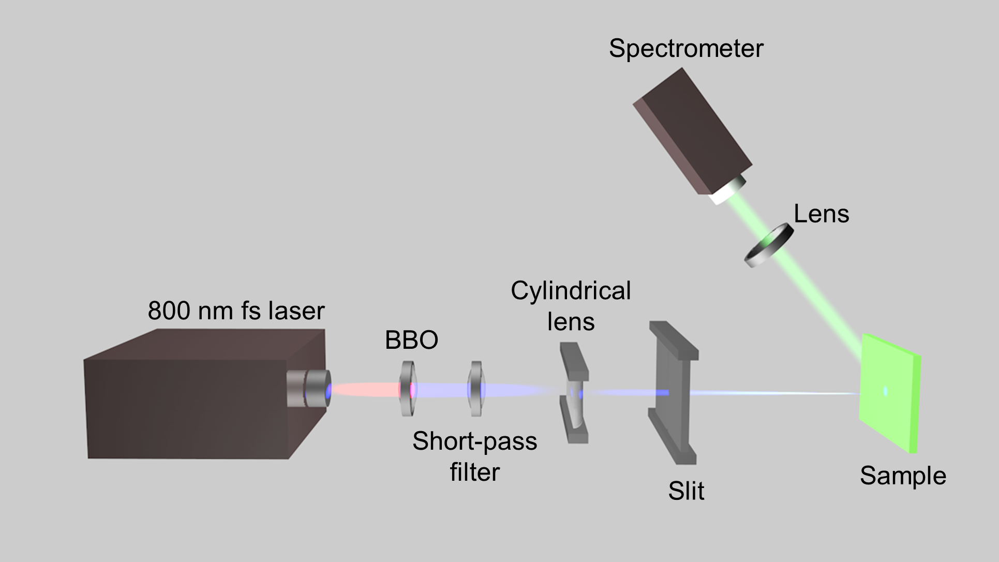 Spectrometer
Lens
Cylindrical
lens
800 nm fs laser
BBO
Short-pass
filter
Slit
Sample